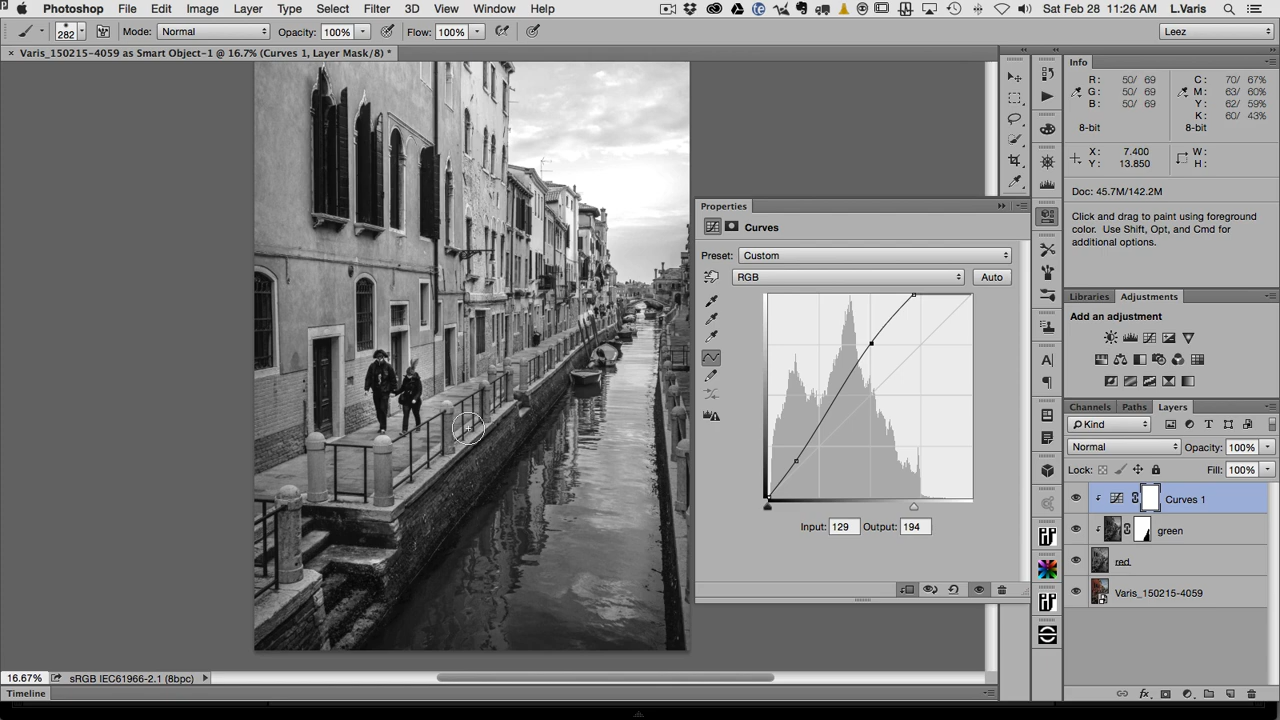 Photoshop File Edit Image Layer Type Select Filter 3D View Window Help Sat Feb 28 11:26 AM L.Varis
282 Mode: Normal Opacity: 100% Flow: 100% Leez
× Varis_150215-4059 as Smart Object-1 @ 16.7% (Curves 1, Layer Mask/8) *
Info
R: 50/ 69 C: 70/ 67%
G: 50/ 69 M: 63/ 60%
B: 50/ 69 Y: 62/ 59%
K: 60/ 43%
8-bit 8-bit
X: 7.400 W:
Y: 13.850 H:
Doc: 45.7M/142.2M
Click and drag to paint using foreground
color. Use Shift, Opt, and Cmd for
additional options.
Properties
Curves
Preset: Custom
RGB Auto
Input: 129 Output: 194
Libraries Adjustments
Add an adjustment
Channels Paths Layers
Kind
Normal Opacity: 100%
Lock: Fill: 100%
Curves 1
green
red
Varis_150215-4059
16.67% sRGB IEC61966-2.1 (8bpc)
Timeline